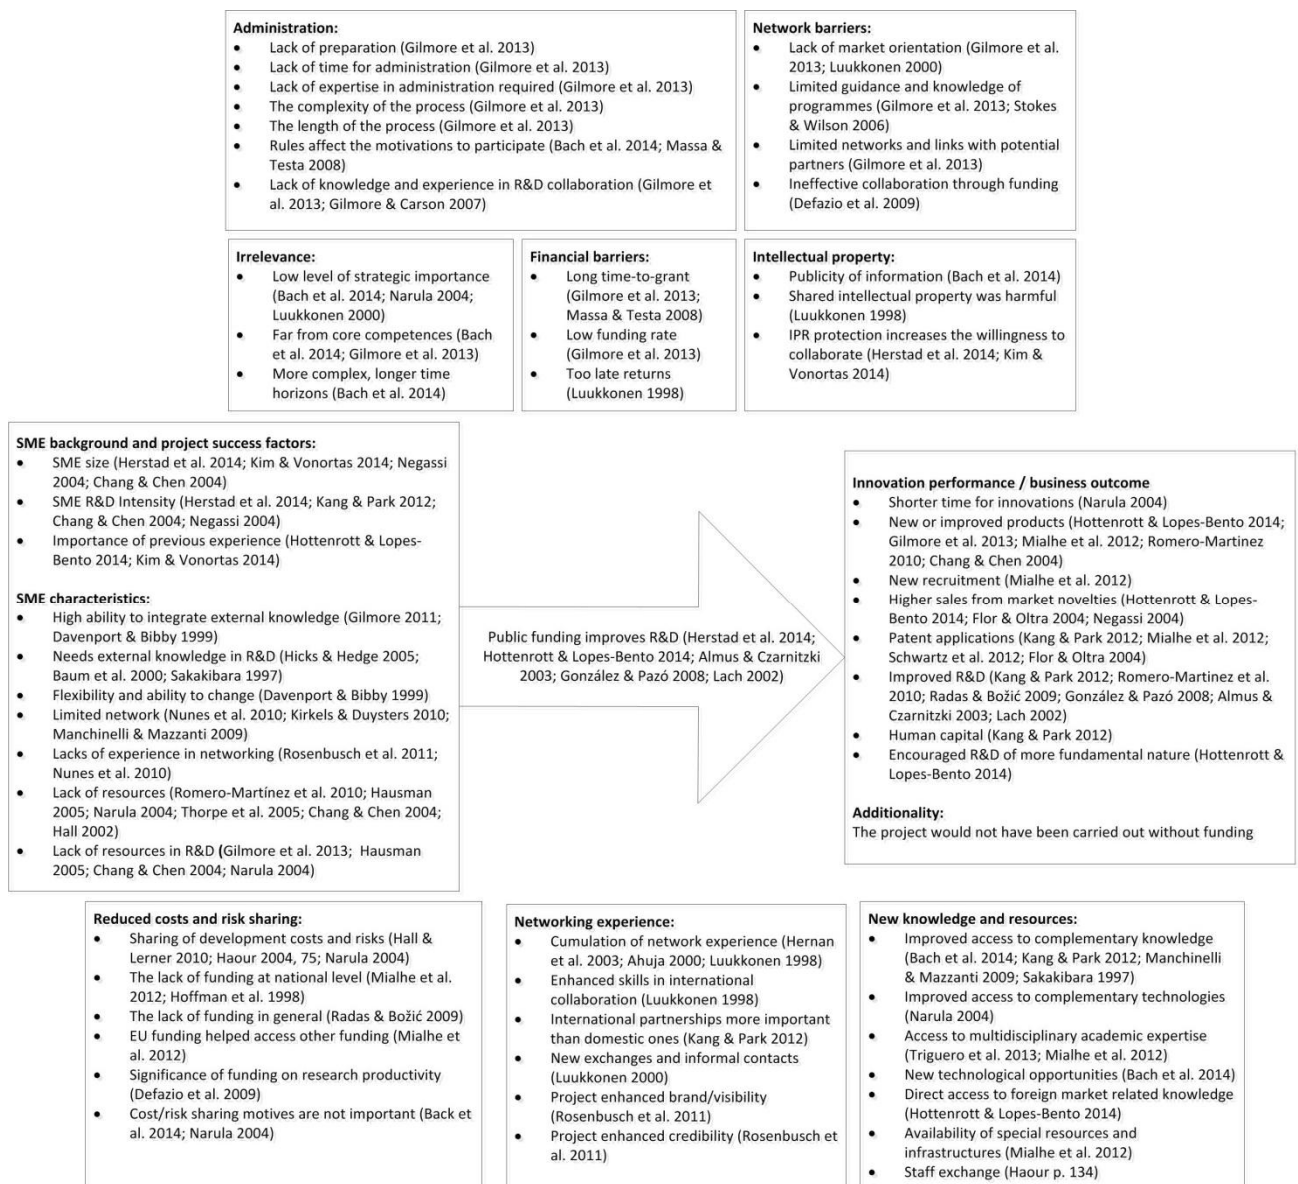 Administration:
• Lack of preparation (Gilmore et al. 2013)
• Lack of time for administration (Gilmore et al. 2013)
• Lack of expertise in administration required (Gilmore et al. 2013)
• The complexity of the process (Gilmore et al. 2013)
• The length of the process (Gilmore et al. 2013)
• Rules affect the motivations to participate (Bach et al. 2014; Massa &
Testa 2008)
• Lack of knowledge and experience in R&D collaboration (Gilmore et
al. 2013; Gilmore & Carson 2007)
Network barriers:
• Lack of market orientation (Gilmore et al.
2013; Luukkonen 2000)
• Limited guidance and knowledge of
programmes (Gilmore et al. 2013; Stokes
& Wilson 2006)
• Limited networks and links with potential
partners (Gilmore et al. 2013)
• Ineffective collaboration through funding
(Defazio et al. 2009)
Irrelevance:
• Low level of strategic importance
(Bach et al. 2014; Narula 2004;
Luukkonen 2000)
• Far from core competences (Bach
et al. 2014; Gilmore et al. 2013)
• More complex, longer time
horizons (Bach et al. 2014)
Financial barriers:
• Long time-to-grant
(Gilmore et al. 2013;
Massa & Testa 2008)
• Low funding rate
(Gilmore et al. 2013)
• Too late returns
(Luukkonen 1998)
Intellectual property:
• Publicity of information (Bach et al. 2014)
• Shared intellectual property was harmful
(Luukkonen 1998)
• IPR protection increases the willingness to
collaborate (Herstad et al. 2014; Kim &
Vonortas 2014)
SME background and project success factors:
• SME size (Herstad et al. 2014; Kim & Vonortas 2014; Negassi
2004; Chang & Chen 2004)
• SME R&D Intensity (Herstad et al. 2014; Kang & Park 2012;
Chang & Chen 2004; Negassi 2004)
• Importance of previous experience (Hottenrott & Lopes-
Bento 2014; Kim & Vonortas 2014)
SME characteristics:
• High ability to integrate external knowledge (Gilmore 2011;
Davenport & Bibby 1999)
• Needs external knowledge in R&D (Hicks & Hedge 2005;
Baum et al. 2000; Sakakibara 1997)
• Flexibility and ability to change (Davenport & Bibby 1999)
• Limited network (Nunes et al. 2010; Kirkels & Duysters 2010;
Manchinelli & Mazzanti 2009)
• Lacks of experience in networking (Rosenbusch et al. 2011;
Nunes et al. 2010)
• Lack of resources (Romero-Martínez et al. 2010; Hausman
2005; Narula 2004; Thorpe et al. 2005; Chang & Chen 2004;
Hall 2002)
• Lack of resources in R&D (Gilmore et al. 2013; Hausman
2005; Chang & Chen 2004; Narula 2004)
Public funding improves R&D (Herstad et al. 2014;
Hottenrott & Lopes-Bento 2014; Almus & Czarnitzki
2003; González & Pazó 2008; Lach 2002)
Innovation performance / business outcome
• Shorter time for innovations (Narula 2004)
• New or improved products (Hottenrott & Lopes-Bento 2014;
Gilmore et al. 2013; Mialhe et al. 2012; Romero-Martinez
2010; Chang & Chen 2004)
• New recruitment (Mialhe et al. 2012)
• Higher sales from market novelties (Hottenrott & Lopes-
Bento 2014; Flor & Oltra 2004; Negassi 2004)
• Patent applications (Kang & Park 2012; Mialhe et al. 2012;
Schwartz et al. 2012; Flor & Oltra 2004)
• Improved R&D (Kang & Park 2012; Romero-Martinez et al.
2010; Radas & Božić 2009; González & Pazó 2008; Almus &
Czarnitzki 2003; Lach 2002)
• Human capital (Kang & Park 2012)
• Encouraged R&D of more fundamental nature (Hottenrott &
Lopes-Bento 2014)
Additionality:
The project would not have been carried out without funding
Reduced costs and risk sharing:
• Sharing of development costs and risks (Hall &
Lerner 2010; Haour 2004, 75; Narula 2004)
• The lack of funding at national level (Mialhe et al.
2012; Hoffman et al. 1998)
• The lack of funding in general (Radas & Božić 2009)
• EU funding helped access other funding (Mialhe et
al. 2012)
• Significance of funding on research productivity
(Defazio et al. 2009)
• Cost/risk sharing motives are not important (Back et
al. 2014; Narula 2004)
Networking experience:
• Cumulation of network experience (Hernan
et al. 2003; Ahuja 2000; Luukkonen 1998)
• Enhanced skills in international
collaboration (Luukkonen 1998)
• International partnerships more important
than domestic ones (Kang & Park 2012)
• New exchanges and informal contacts
(Luukkonen 2000)
• Project enhanced brand/visibility
(Rosenbusch et al. 2011)
• Project enhanced credibility (Rosenbusch et
al. 2011)
New knowledge and resources:
• Improved access to complementary knowledge
(Bach et al. 2014; Kang & Park 2012; Manchinelli
& Mazzanti 2009; Sakakibara 1997)
• Improved access to complementary technologies
(Narula 2004)
• Access to multidisciplinary academic expertise
(Triguero et al. 2013; Mialhe et al. 2012)
• New technological opportunities (Bach et al. 2014)
• Direct access to foreign market related knowledge
(Hottenrott & Lopes-Bento 2014)
• Availability of special resources and
infrastructures (Mialhe et al. 2012)
• Staff exchange (Haour p. 134)